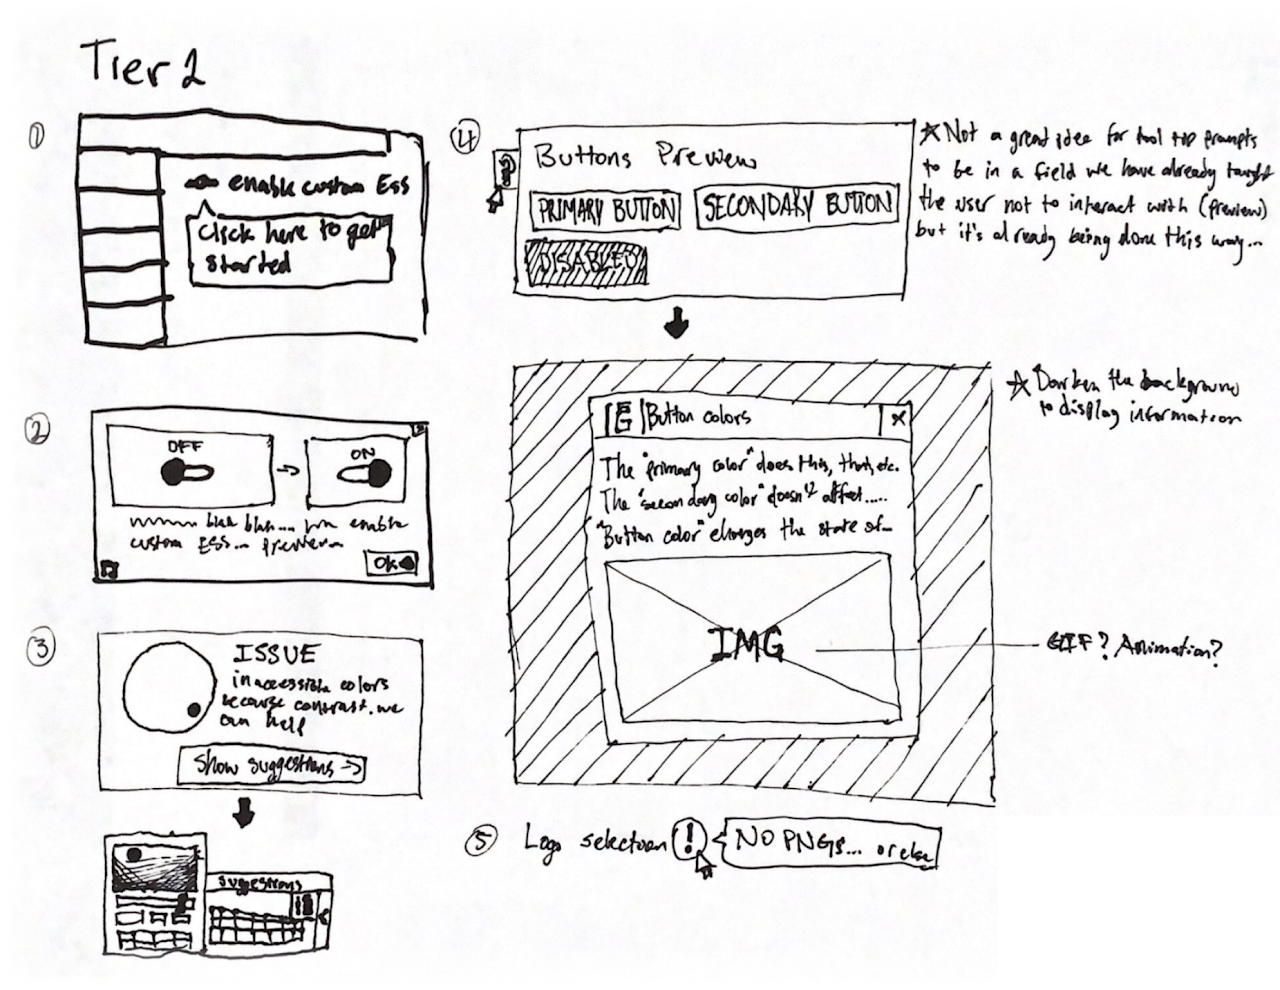 Tier 2
①
enable custom Ess
Click here to get
started
②
OFF
ON
blah blah.... enable
custom ESS... Preview
OK
③
ISSUE
inaccessible colors
because contrast. we
can help
Show suggestions →
suggestions
④
?
Buttons Preview
PRIMARY BUTTON
SECONDARY BUTTON
DISABLED
☆ Not a great idea for tool tip prompts
to be in a field we have already taught
the user not to interact with (preview)
but it's already being done this way...
E Button colors X
The "primary color" does this, that, etc.
The "secondary color" doesn't affect.....
"Button color" changes the state of...
IMG
☆ Darken the background
to display information
GIF? Animation?
⑤ Logo selection ! NO PNGs... or else